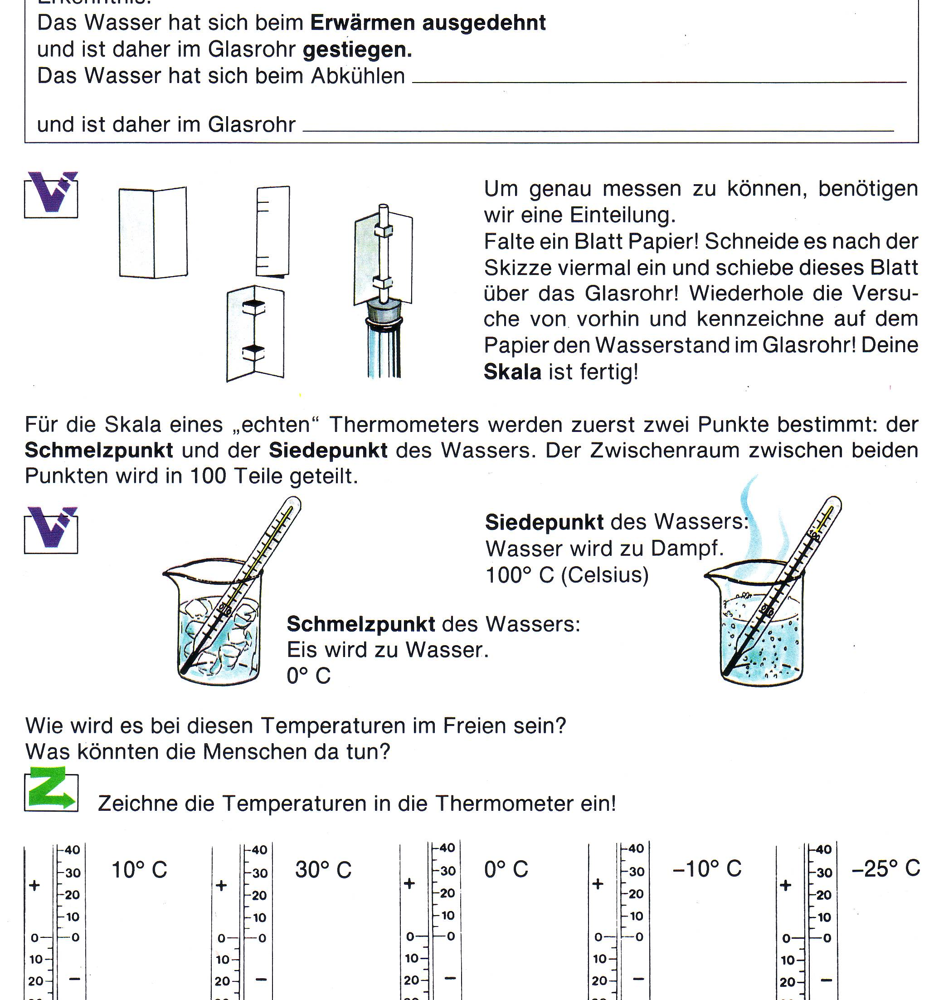 Erkenntnis:
Das Wasser hat sich beim Erwärmen ausgedehnt
und ist daher im Glasrohr gestiegen.
Das Wasser hat sich beim Abkühlen
und ist daher im Glasrohr
Um genau messen zu können, benötigen
wir eine Einteilung.
Falte ein Blatt Papier! Schneide es nach der
Skizze viermal ein und schiebe dieses Blatt
über das Glasrohr! Wiederhole die Versu-
che von vorhin und kennzeichne auf dem
Papier den Wasserstand im Glasrohr! Deine
Skala ist fertig!
Für die Skala eines „echten“ Thermometers werden zuerst zwei Punkte bestimmt: der
Schmelzpunkt und der Siedepunkt des Wassers. Der Zwischenraum zwischen beiden
Punkten wird in 100 Teile geteilt.
Siedepunkt des Wassers:
Wasser wird zu Dampf.
100° C (Celsius)
Schmelzpunkt des Wassers:
Eis wird zu Wasser.
0° C
Wie wird es bei diesen Temperaturen im Freien sein?
Was könnten die Menschen da tun?
Z
Zeichne die Temperaturen in die Thermometer ein!
10° C 30° C 0° C –10° C –25° C
40 40 40 40 40
30 30 30 30 30
+ + + + +
20 20 20 20 20
10 10 10 10 10
0 0 0 0 0 0 0 0 0 0
10 10 10 10 10
20 – 20 – 20 – 20 – 20 –